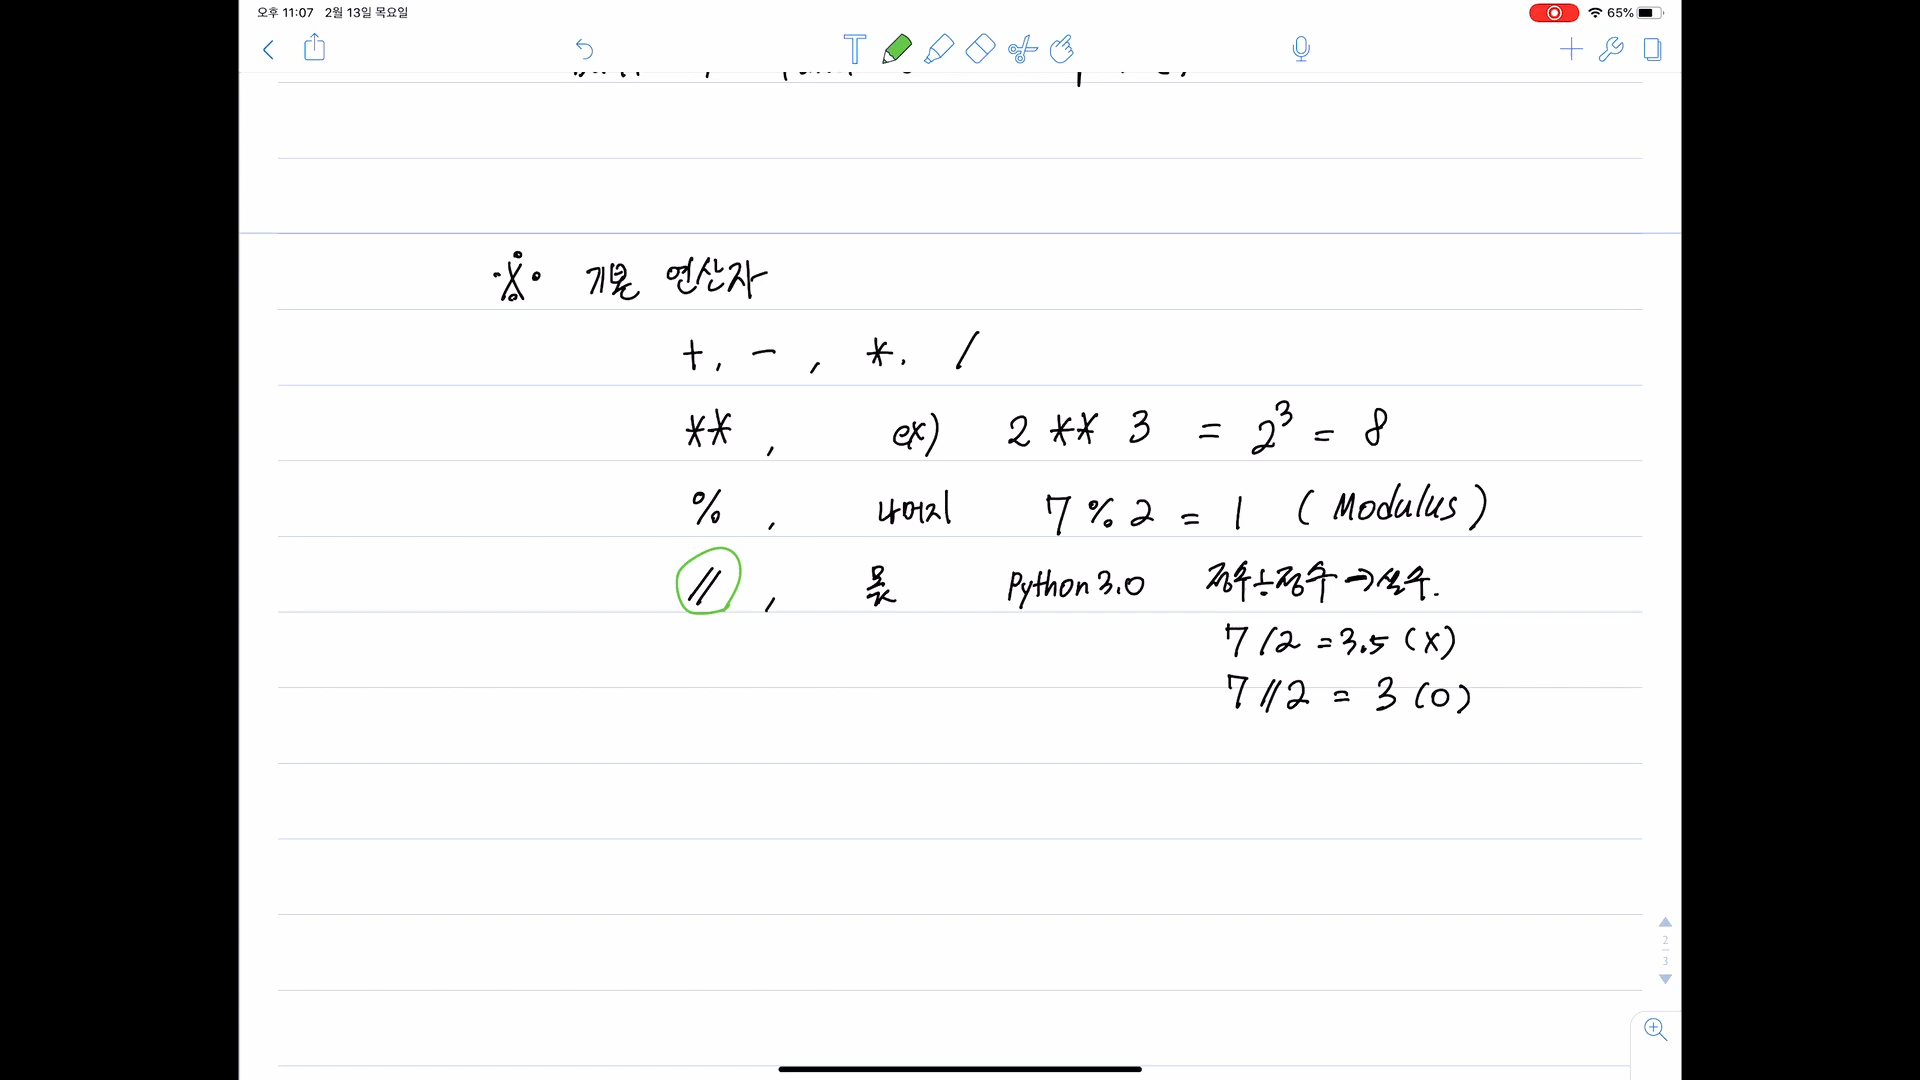 오후 11:07 2월 13일 목요일
65%
※ 기본 연산자
+, -, *. /
**, ex) 2 ** 3 = 2³ = 8
%, 나머지 7 % 2 = 1 (Modulus)
//, 몫 Python 3.0 정수÷정수→실수.
7/2 = 3.5 (X)
7//2 = 3 (O)
2
3